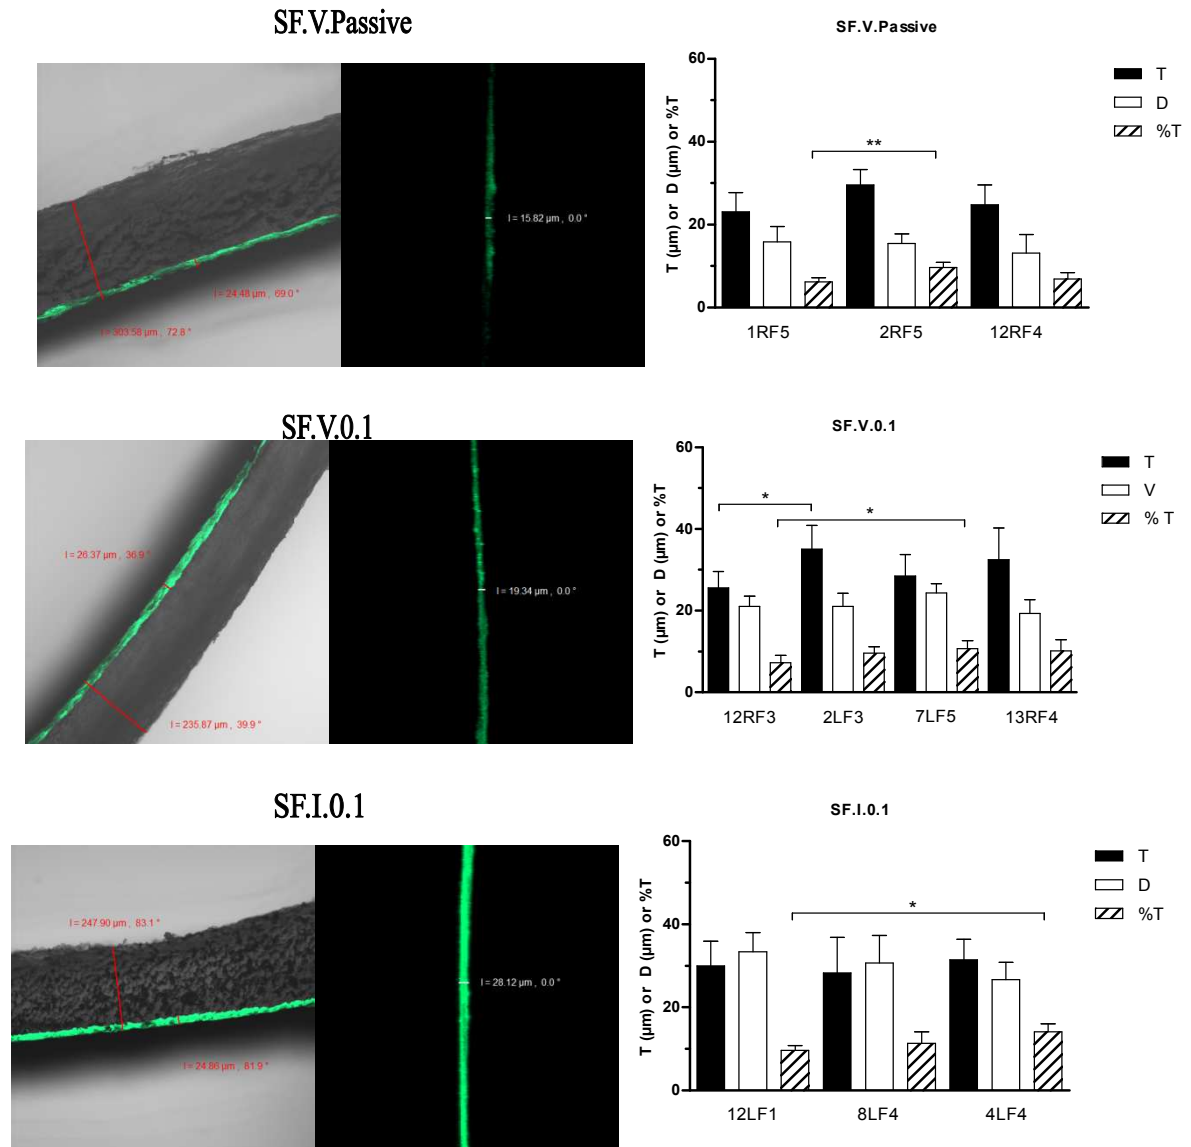 SF.V.Passive
l = 24.48 µm , 69.0 °
l = 303.58 µm , 72.8 °
l = 15.82 µm , 0.0 °
SF.V.Passive
T (µm) or D (µm) or %T
60
40
20
0
**
1RF5 2RF5 12RF4
T
D
%T
SF.V.0.1
l = 26.37 µm , 36.9 °
l = 235.87 µm , 39.9 °
l = 19.34 µm , 0.0 °
SF.V.0.1
T (µm) or D (µm) or %T
60
40
20
0
*
*
12RF3 2LF3 7LF5 13RF4
T
V
% T
SF.I.0.1
l = 247.90 µm , 83.1 °
l = 24.86 µm , 81.9 °
l = 28.12 µm , 0.0 °
SF.I.0.1
T (µm) or D (µm) or %T
60
40
20
0
*
12LF1 8LF4 4LF4
T
D
%T